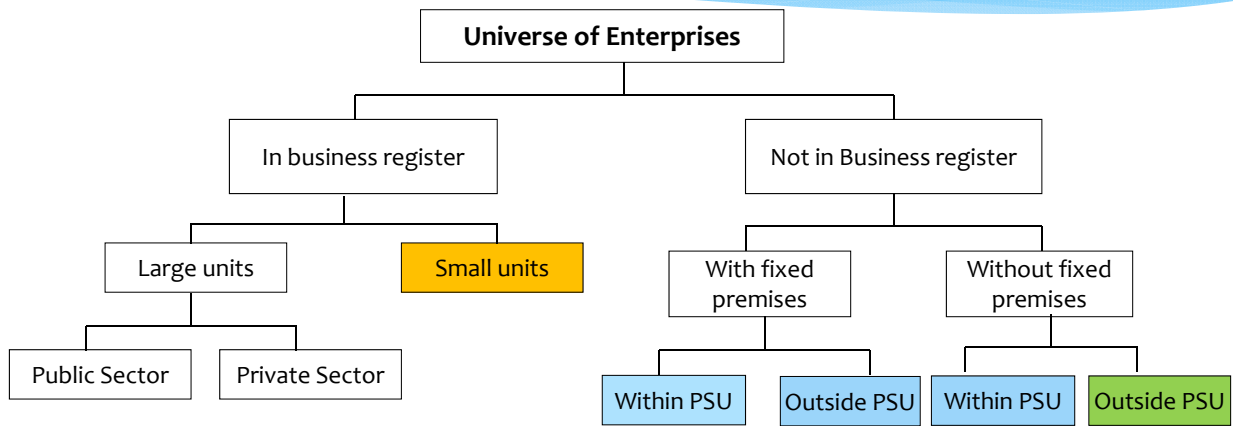 Universe of Enterprises
In business register
Not in Business register
Large units
Small units
With fixed
premises
Without fixed
premises
Public Sector
Private Sector
Within PSU
Outside PSU
Within PSU
Outside PSU